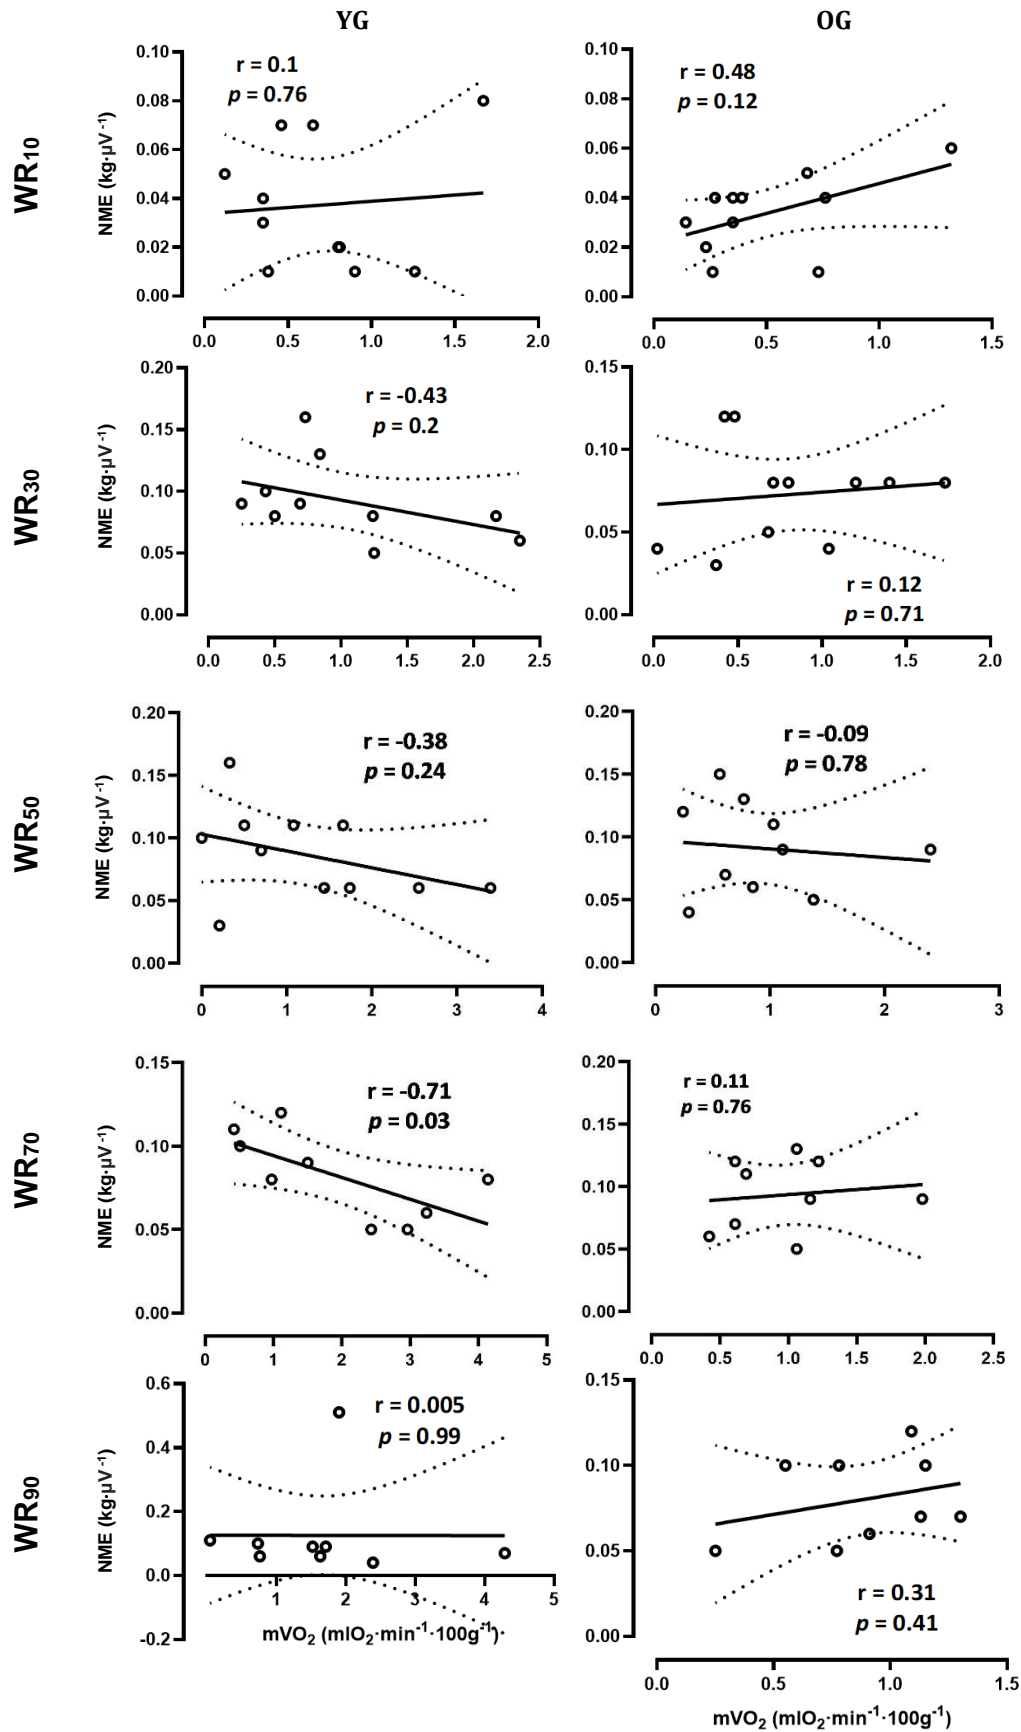 YG OG
WR10
NME (kg·µV⁻¹)
0.10
0.08
0.06
0.04
0.02
0.00
r = 0.1
p = 0.76
0.0 0.5 1.0 1.5 2.0
0.10
0.08
0.06
0.04
0.02
0.00
r = 0.48
p = 0.12
0.0 0.5 1.0 1.5
WR30
NME (kg·µV⁻¹)
0.20
0.15
0.10
0.05
0.00
r = -0.43
p = 0.2
0.0 0.5 1.0 1.5 2.0 2.5
0.15
0.10
0.05
0.00
r = 0.12
p = 0.71
0.0 0.5 1.0 1.5 2.0
WR50
NME (kg·µV⁻¹)
0.20
0.15
0.10
0.05
0.00
r = -0.38
p = 0.24
0 1 2 3 4
0.20
0.15
0.10
0.05
0.00
r = -0.09
p = 0.78
0 1 2 3
WR70
NME (kg·µV⁻¹)
0.15
0.10
0.05
0.00
r = -0.71
p = 0.03
0 1 2 3 4 5
0.20
0.15
0.10
0.05
0.00
r = 0.11
p = 0.76
0.0 0.5 1.0 1.5 2.0 2.5
WR90
NME (kg·µV⁻¹)
0.6
0.4
0.2
0.0
-0.2
r = 0.005
p = 0.99
1 2 3 4 5
mVO₂ (mlO₂·min⁻¹·100g⁻¹)
0.15
0.10
0.05
0.00
r = 0.31
p = 0.41
0.0 0.5 1.0 1.5
mVO₂ (mlO₂·min⁻¹·100g⁻¹)